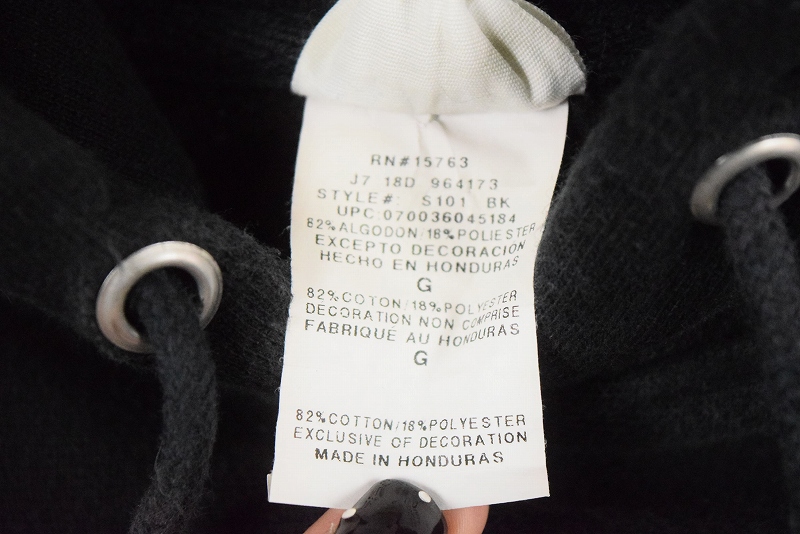 RN#15763
J7 18D 964173
STYLE#: S101 BK
UPC:070036045184
82%ALGODON/18%POLIESTER
EXCEPTO DECORACION
HECHO EN HONDURAS
G
82%COTON/18%POLYESTER
DECORATION NON COMPRISE
FABRIQUE AU HONDURAS
G
82%COTTON/18%POLYESTER
EXCLUSIVE OF DECORATION
MADE IN HONDURAS